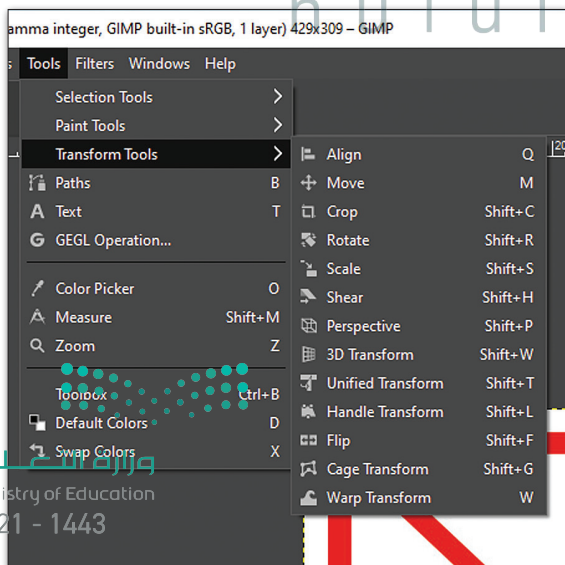 amma integer, GIMP built-in sRGB, 1 layer) 429x309 – GIMP
s Tools Filters Windows Help
Selection Tools
Paint Tools
Transform Tools
Paths B
Text T
GEGL Operation...
Color Picker O
Measure Shift+M
Zoom Z
Toolbox Ctrl+B
Default Colors D
Swap Colors X
Align Q
Move M
Crop Shift+C
Rotate Shift+R
Scale Shift+S
Shear Shift+H
Perspective Shift+P
3D Transform Shift+W
Unified Transform Shift+T
Handle Transform Shift+L
Flip Shift+F
Cage Transform Shift+G
Warp Transform W
وزارة التعليم
istry of Education
21 - 1443